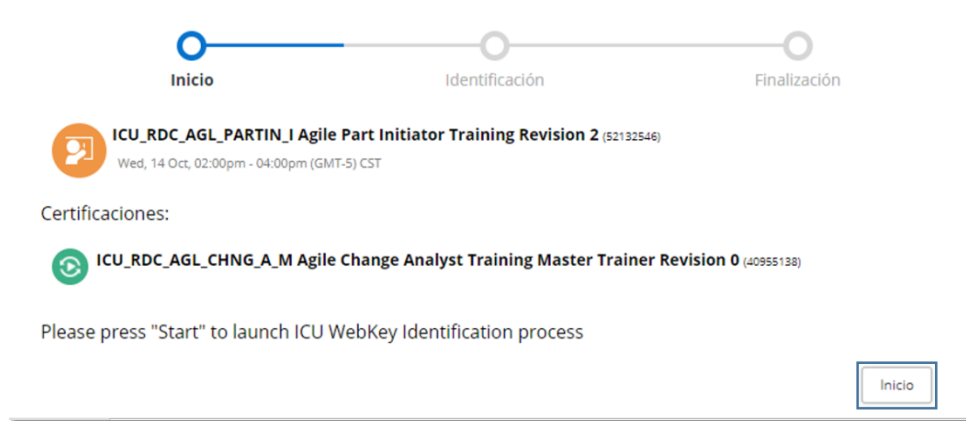 Inicio
Identificación
Finalización
ICU_RDC_AGL_PARTIN_I Agile Part Initiator Training Revision 2 (52132546)
Wed, 14 Oct, 02:00pm - 04:00pm (GMT-5) CST
Certificaciones:
ICU_RDC_AGL_CHNG_A_M Agile Change Analyst Training Master Trainer Revision 0 (40955138)
Please press "Start" to launch ICU WebKey Identification process
Inicio